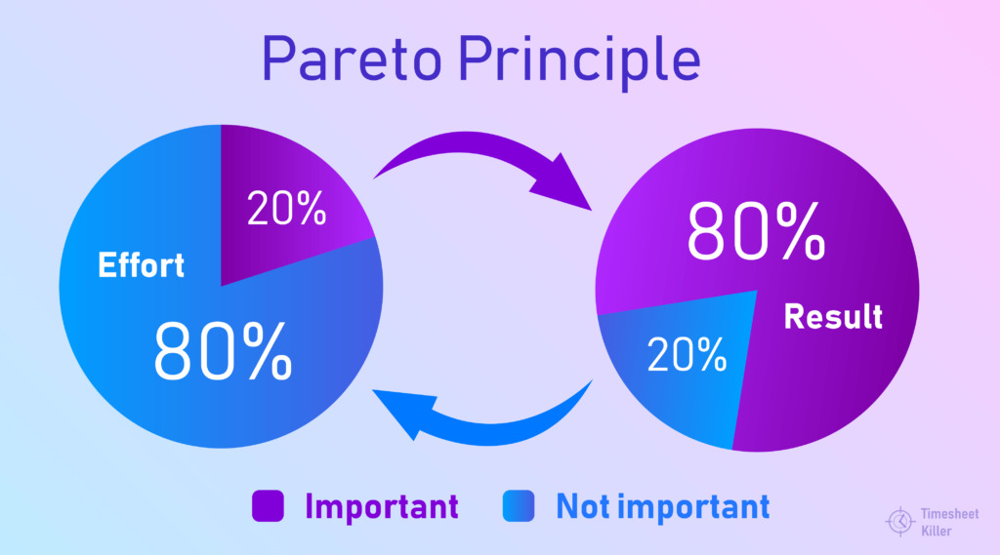 Pareto Principle
20%
Effort
80%
80%
Result
20%
Important
Not important
Timesheet
Killer